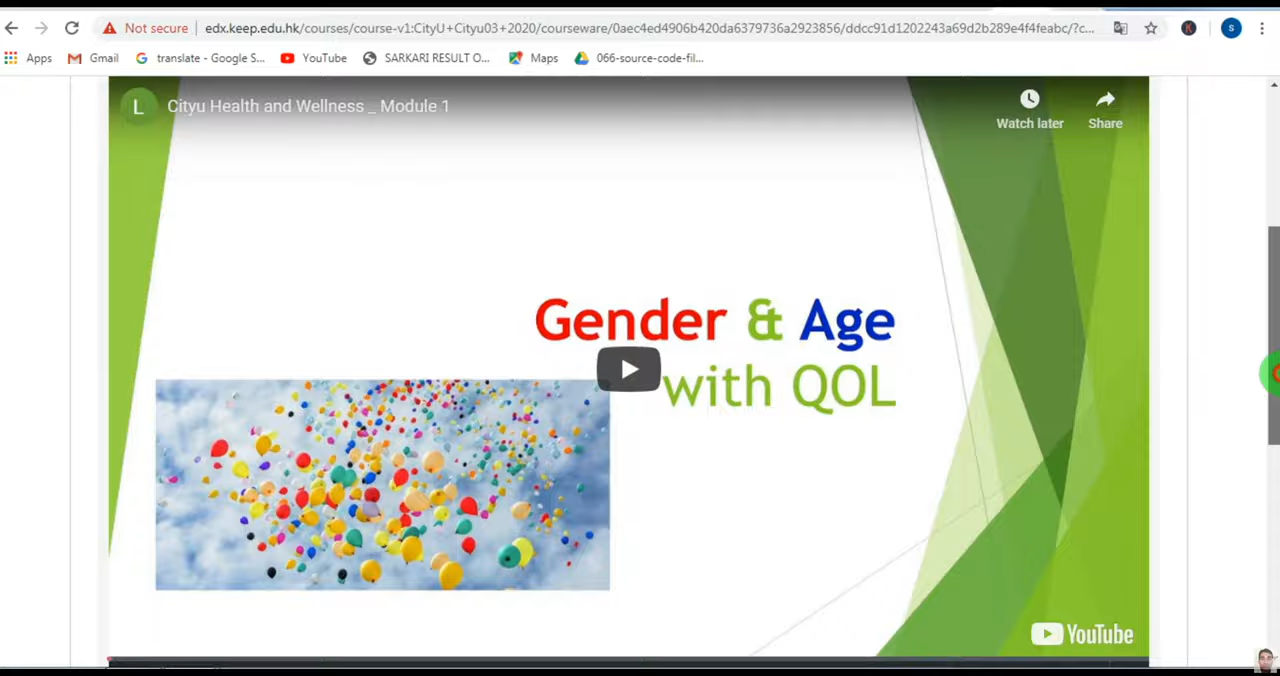 Not secure
edx.keep.edu.hk/courses/course-v1:CityU+Cityu03+2020/courseware/0aec4ed4906b420da6379736a2923856/ddcc91d1202243a69d2b289e4f4feabc/?c...
K
S
Apps
Gmail
translate - Google S...
YouTube
SARKARI RESULT O...
Maps
066-source-code-fil...
L
Cityu Health and Wellness _ Module 1
Watch later
Share
Gender & Age
with QOL
YouTube